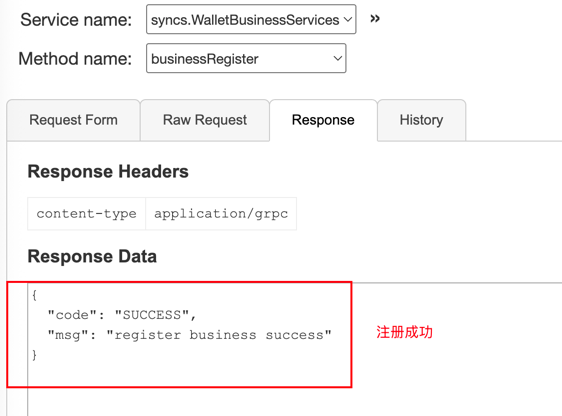 Service name: syncs.WalletBusinessServices »
Method name: businessRegister
Request Form Raw Request Response History
Response Headers
content-type application/grpc
Response Data
{
"code": "SUCCESS",
"msg": "register business success" 注册成功
}